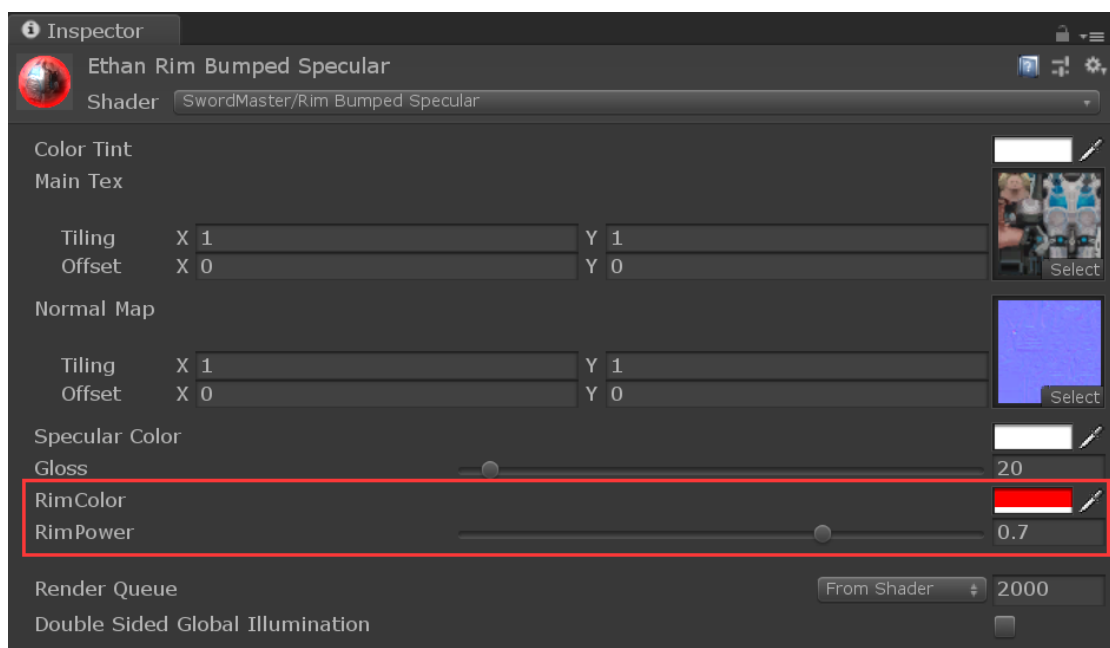 Inspector
Ethan Rim Bumped Specular
Shader SwordMaster/Rim Bumped Specular
Color Tint
Main Tex
Tiling X 1 Y 1
Offset X 0 Y 0
Select
Normal Map
Tiling X 1 Y 1
Offset X 0 Y 0
Select
Specular Color
Gloss 20
RimColor
RimPower 0.7
Render Queue From Shader 2000
Double Sided Global Illumination